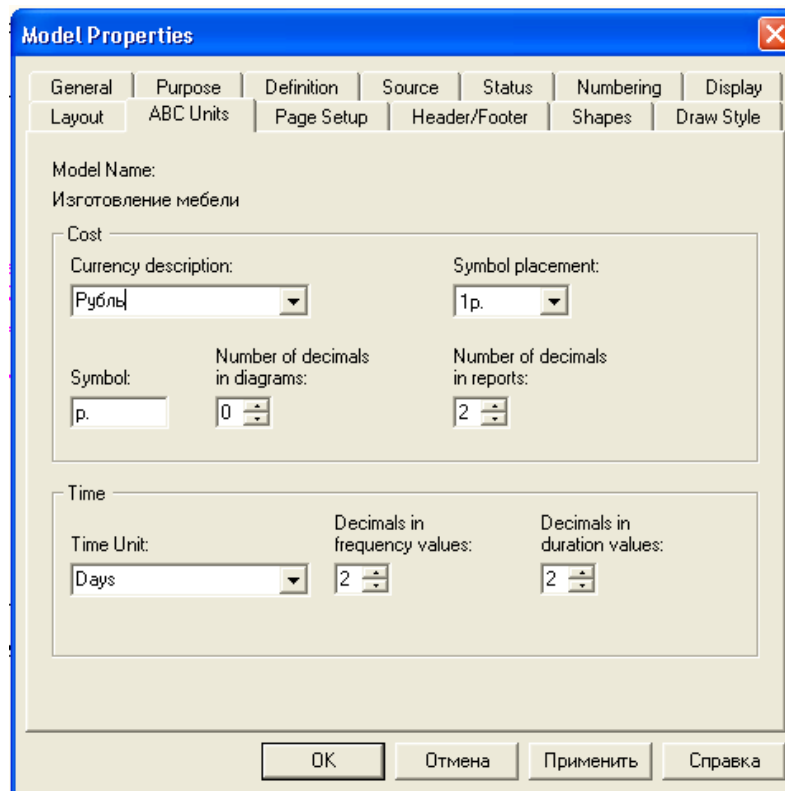 Model Properties
General Purpose Definition Source Status Numbering Display
Layout ABC Units Page Setup Header/Footer Shapes Draw Style
Model Name:
Изготовление мебели
Cost
Currency description: Symbol placement:
Рубль 1р.
Number of decimals Number of decimals
Symbol: in diagrams: in reports:
р. 0 2
Time
Decimals in Decimals in
Time Unit: frequency values: duration values:
Days 2 2
OK Отмена Применить Справка